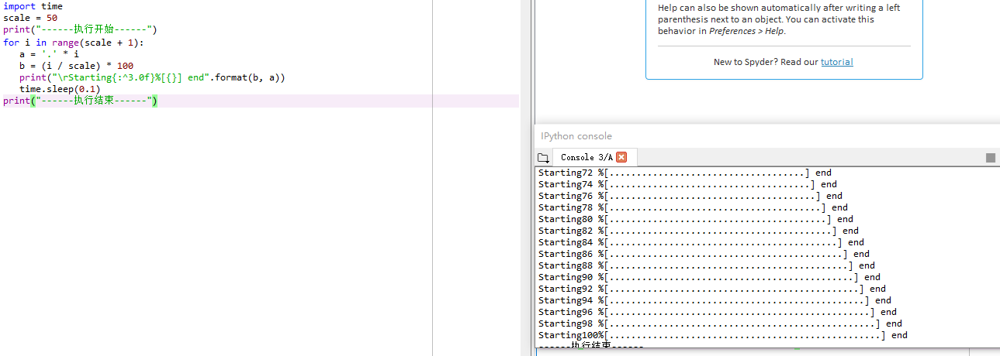 import time
scale = 50
print("------执行开始------")
for i in range(scale + 1):
   a = '.' * i
   b = (i / scale) * 100
   print("\rStarting{:^3.0f}%[{}] end".format(b, a))
   time.sleep(0.1)
print("------执行结束------")
Help can also be shown automatically after writing a left
parenthesis next to an object. You can activate this
behavior in Preferences > Help.
New to Spyder? Read our tutorial
IPython console
Console 3/A
Starting72 %[....................................] end
Starting74 %[.....................................] end
Starting76 %[......................................] end
Starting78 %[.......................................] end
Starting80 %[........................................] end
Starting82 %[.........................................] end
Starting84 %[..........................................] end
Starting86 %[...........................................] end
Starting88 %[............................................] end
Starting90 %[.............................................] end
Starting92 %[..............................................] end
Starting94 %[...............................................] end
Starting96 %[................................................] end
Starting98 %[.................................................] end
Starting100%[..................................................] end
------执行结束------